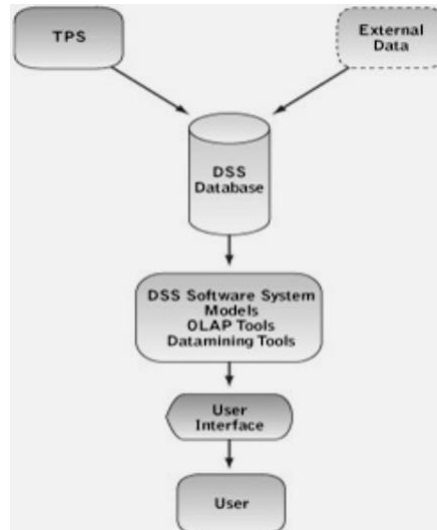 TPS
External
Data
DSS
Database
DSS Software System
Models
OLAP Tools
Datamining Tools
User
Interface
User